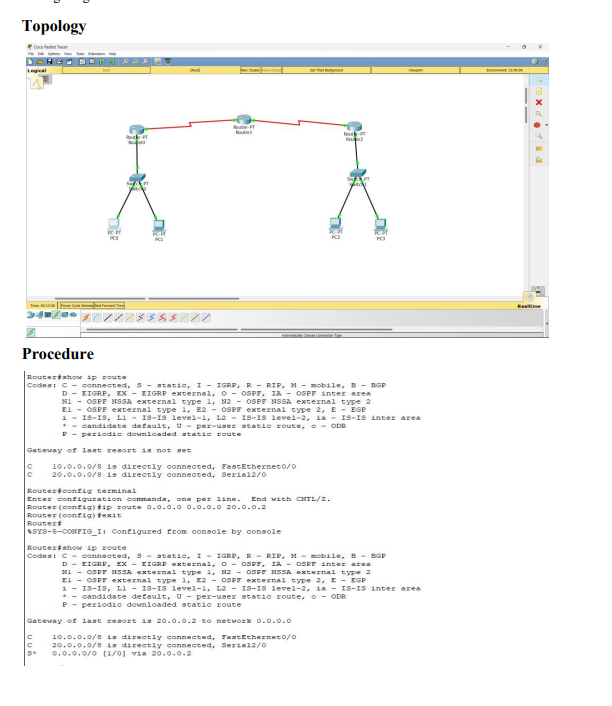 Topology
Cisco Packet Tracer
File Edit Options View Tools Extensions Help
Logical [Root] New Cluster Set Tiled Background Viewport
Router-PT
Router0
Router-PT
Router1
Router-PT
Router2
Switch-PT
Switch0
Switch-PT
PC-PT
PC0
PC-PT
PC1
PC-PT
PC2
PC-PT
PC3
Power Cycle Devices Fast Forward Time Realtime
Automatically Choose Connection Type
Procedure
Router#show ip route
Codes: C - connected, S - static, I - IGRP, R - RIP, M - mobile, B - BGP
D - EIGRP, EX - EIGRP external, O - OSPF, IA - OSPF inter area
N1 - OSPF NSSA external type 1, N2 - OSPF NSSA external type 2
E1 - OSPF external type 1, E2 - OSPF external type 2, E - EGP
i - IS-IS, L1 - IS-IS level-1, L2 - IS-IS level-2, ia - IS-IS inter area
* - candidate default, U - per-user static route, o - ODR
P - periodic downloaded static route
Gateway of last resort is not set
C 10.0.0.0/8 is directly connected, FastEthernet0/0
C 20.0.0.0/8 is directly connected, Serial2/0
Router#config terminal
Enter configuration commands, one per line. End with CNTL/Z.
Router(config)#ip route 0.0.0.0 0.0.0.0 20.0.0.2
Router(config)#exit
Router#
%SYS-5-CONFIG_I: Configured from console by console
Router#show ip route
Codes: C - connected, S - static, I - IGRP, R - RIP, M - mobile, B - BGP
D - EIGRP, EX - EIGRP external, O - OSPF, IA - OSPF inter area
N1 - OSPF NSSA external type 1, N2 - OSPF NSSA external type 2
E1 - OSPF external type 1, E2 - OSPF external type 2, E - EGP
i - IS-IS, L1 - IS-IS level-1, L2 - IS-IS level-2, ia - IS-IS inter area
* - candidate default, U - per-user static route, o - ODR
P - periodic downloaded static route
Gateway of last resort is 20.0.0.2 to network 0.0.0.0
C 10.0.0.0/8 is directly connected, FastEthernet0/0
C 20.0.0.0/8 is directly connected, Serial2/0
S* 0.0.0.0/0 [1/0] via 20.0.0.2